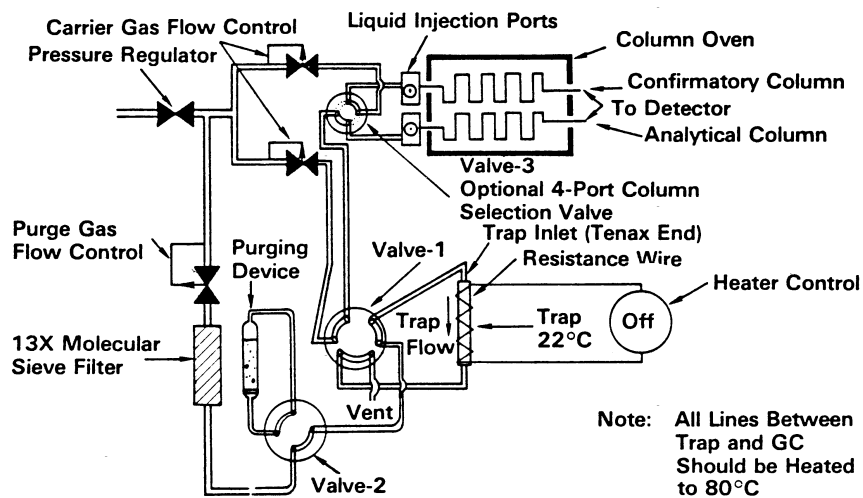 Carrier Gas Flow Control
Pressure Regulator
Liquid Injection Ports
Column Oven
Confirmatory Column
To Detector
Analytical Column
Valve-3
Optional 4-Port Column
Selection Valve
Purge Gas
Flow Control
Purging
Device
Valve-1
Trap Inlet (Tenax End)
Resistance Wire
Heater Control
Trap
Flow
Trap
22°C
Off
13X Molecular
Sieve Filter
Vent
Valve-2
Note: All Lines Between
Trap and GC
Should be Heated
to 80°C